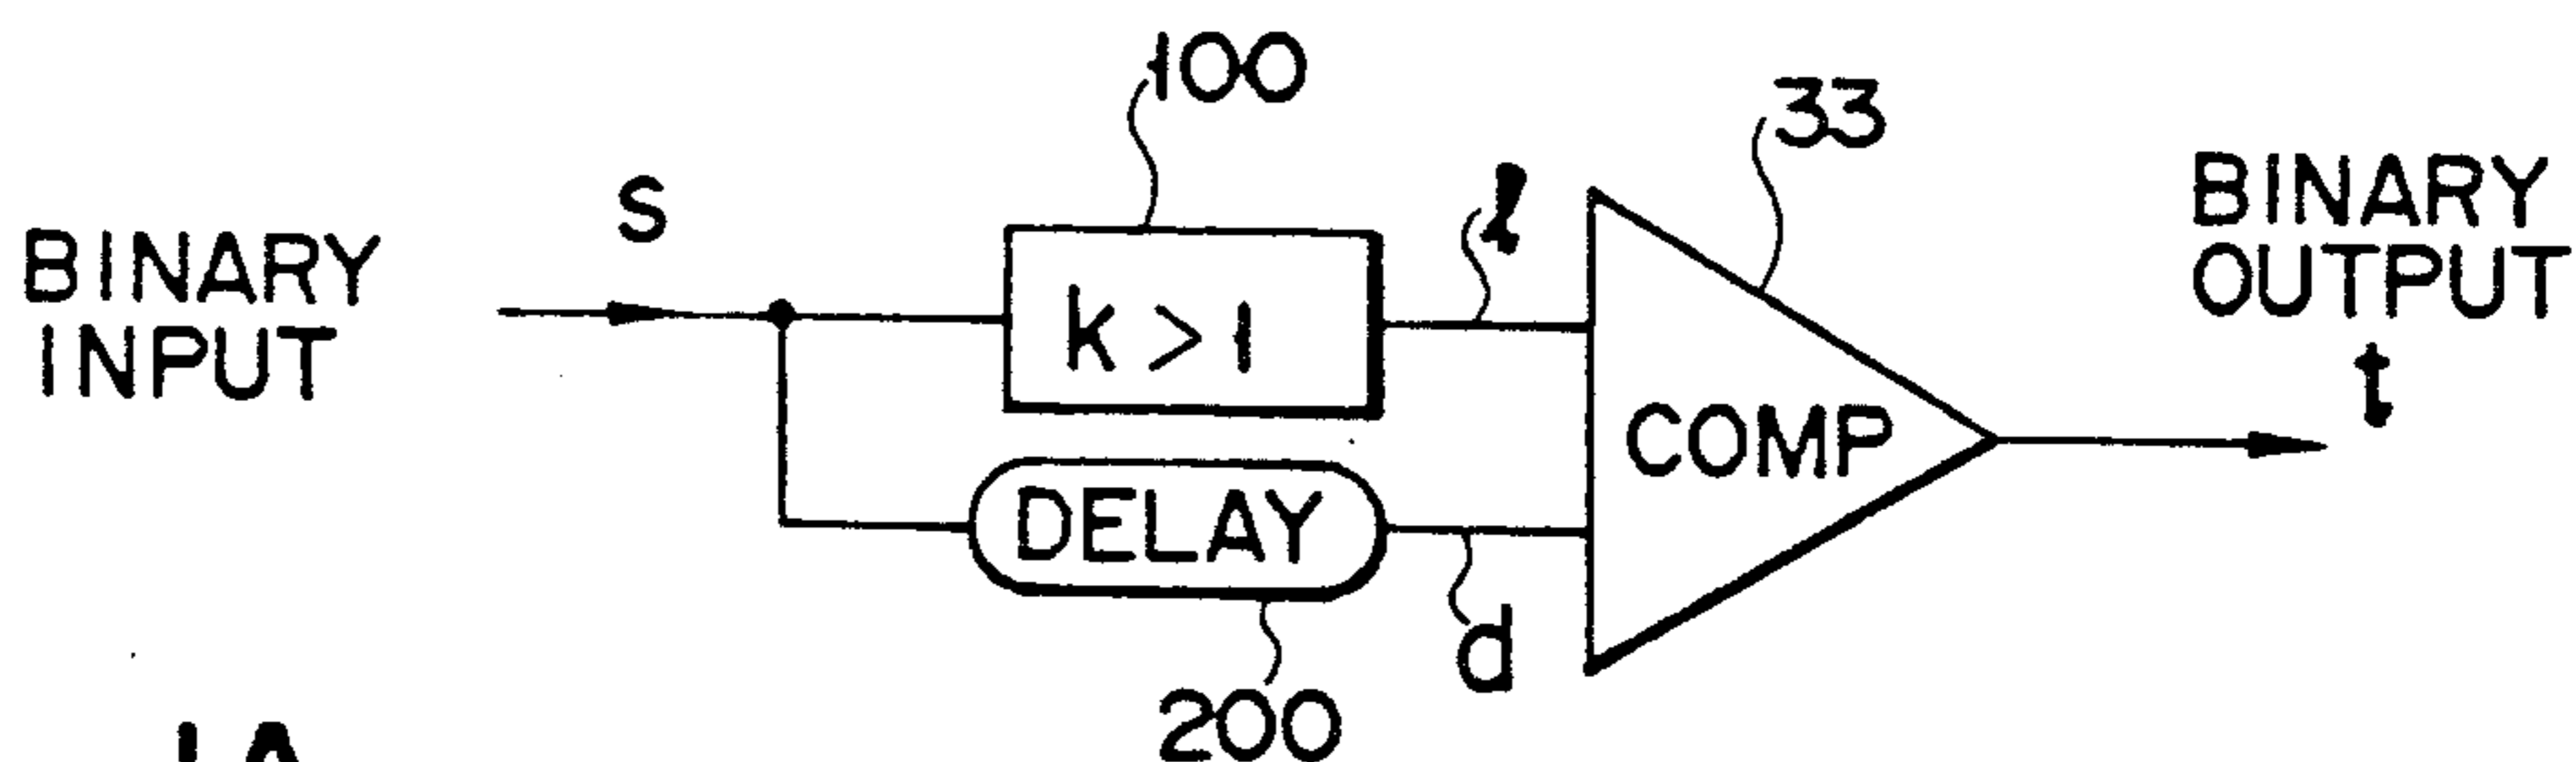 100
33
S
BINARY
INPUT
k > 1
COMP
BINARY
OUTPUT
t
DELAY
d
200